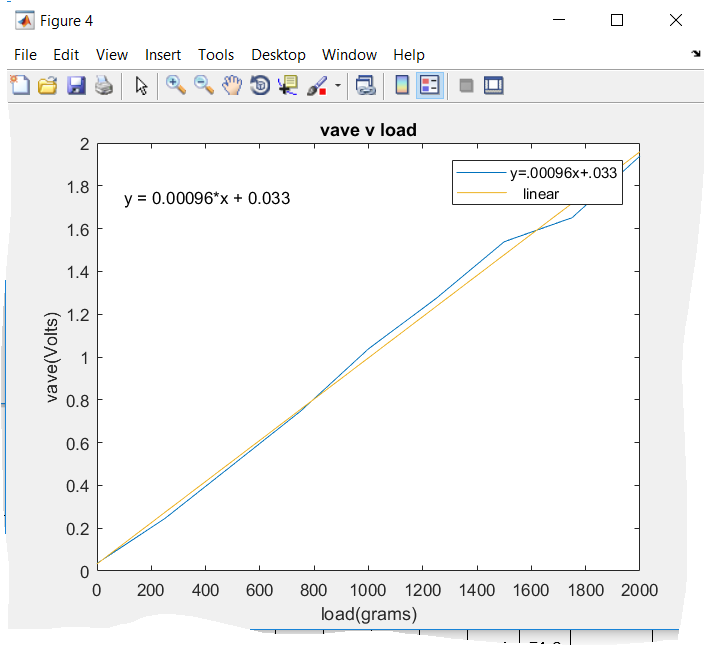 Figure 4
File Edit View Insert Tools Desktop Window Help
vave v load
2
1.8
1.6
1.4
1.2
1
0.8
0.6
0.4
0.2
0
vave(Volts)
y = 0.00096*x + 0.033
y=.00096x+.033
linear
0 200 400 600 800 1000 1200 1400 1600 1800 2000
load(grams)